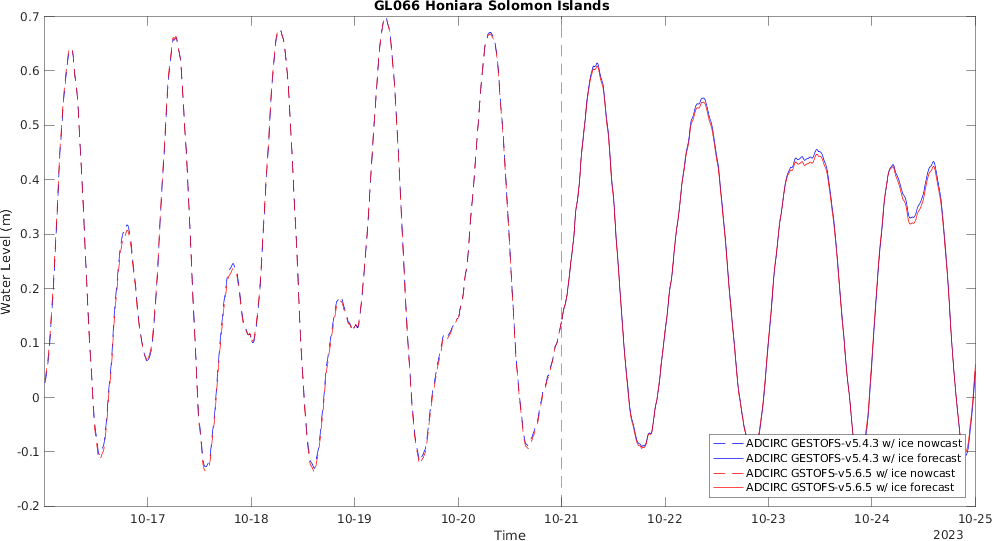 GL066 Honiara Solomon Islands
0.7
0.6
0.5
0.4
0.3
0.2
0.1
0
-0.1
-0.2
Water Level (m)
ADCIRC GESTOFS-v5.4.3 w/ ice nowcast
ADCIRC GESTOFS-v5.4.3 w/ ice forecast
ADCIRC GSTOFS-v5.6.5 w/ ice nowcast
ADCIRC GSTOFS-v5.6.5 w/ ice forecast
10-17 10-18 10-19 10-20 10-21 10-22 10-23 10-24 10-25
Time
2023